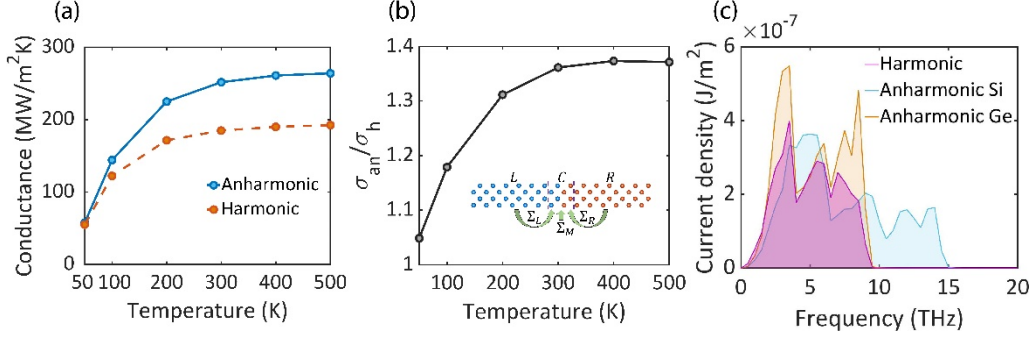 (a)
Conductance (MW/m²K)
300
200
100
0
50 100 200 300 400 500
Temperature (K)
Anharmonic
Harmonic
(b)
σan/σh
1.4
1.3
1.2
1.1
1
100 200 300 400 500
Temperature (K)
L C R
ΣL ΣM ΣR
(c)
×10⁻⁷
Current density (J/m²)
6
4
2
0
0 5 10 15 20
Frequency (THz)
Harmonic
Anharmonic Si
Anharmonic Ge